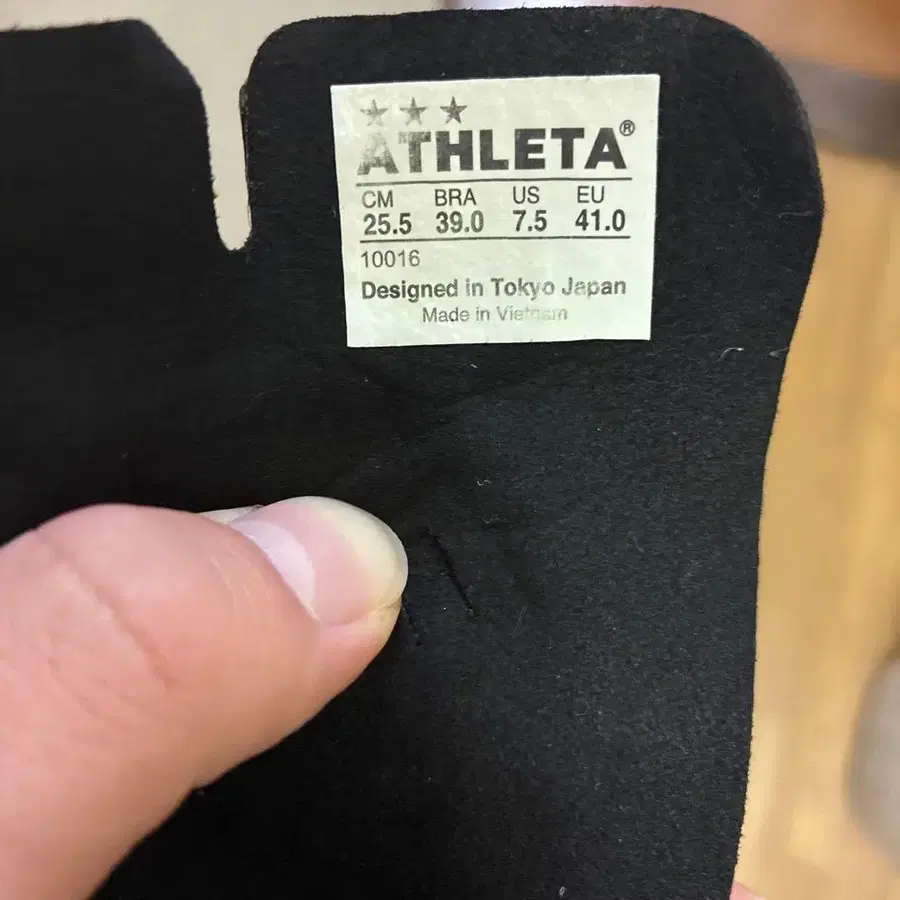 ATHLETA®
CM BRA US EU
25.5 39.0 7.5 41.0
10016
Designed in Tokyo Japan
Made in Vietnam